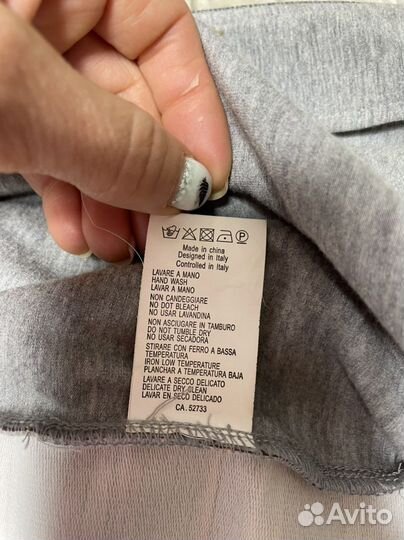 Made in china
Designed in Italy
Controlled in Italy
LAVARE A MANO
HAND WASH
LAVAR A MANO
NON CANDEGGIARE
NO DOT BLEACH
NO USAR LAVANDINA
NON ASCIUGARE IN TAMBURO
DO NOT TUMBLE DRY
NO USAR SECADORA
STIRARE CON FERRO A BASSA
TEMPERATURA
IRON LOW TEMPERATURE
PLANCHAR A TEMPERATURA BAJA
LAVARE A SECCO DELICATO
DELICATE DRY CLEAN
LAVAR EN SECO DELICADO
CA.52733
Avito